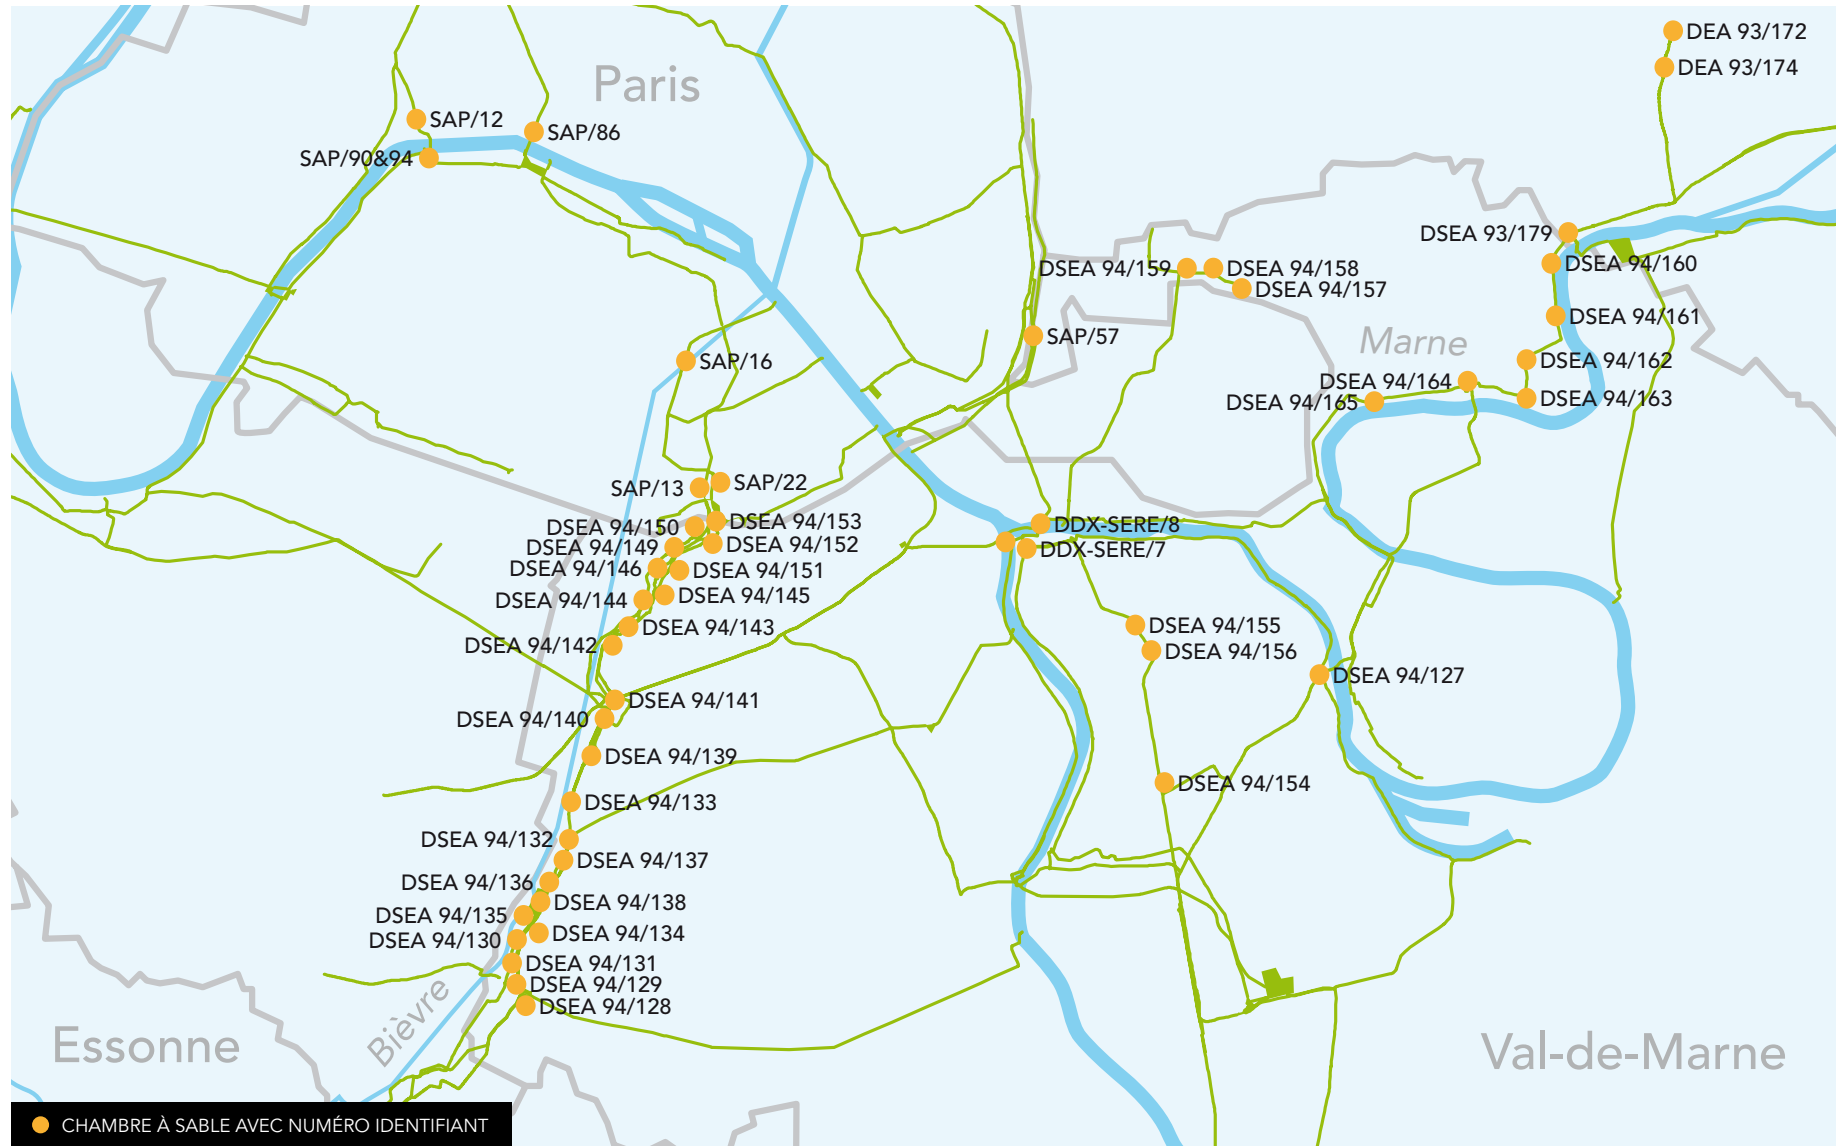 DEA 93/172
DEA 93/174
Paris
SAP/12
SAP/86
SAP/90&94
DSEA 93/179
DSEA 94/160
DSEA 94/159
DSEA 94/158
DSEA 94/157
DSEA 94/161
SAP/57
Marne
SAP/16
DSEA 94/162
DSEA 94/164
DSEA 94/163
DSEA 94/165
SAP/13
SAP/22
DSEA 94/150
DSEA 94/153
DDX-SERE/8
DSEA 94/149
DSEA 94/152
DDX-SERE/7
DSEA 94/146
DSEA 94/151
DSEA 94/144
DSEA 94/145
DSEA 94/143
DSEA 94/155
DSEA 94/142
DSEA 94/156
DSEA 94/127
DSEA 94/141
DSEA 94/140
DSEA 94/139
DSEA 94/154
DSEA 94/133
DSEA 94/132
DSEA 94/137
DSEA 94/136
DSEA 94/138
DSEA 94/135
DSEA 94/134
DSEA 94/130
DSEA 94/131
DSEA 94/129
DSEA 94/128
Bièvre
Essonne
Val-de-Marne
CHAMBRE À SABLE AVEC NUMÉRO IDENTIFIANT